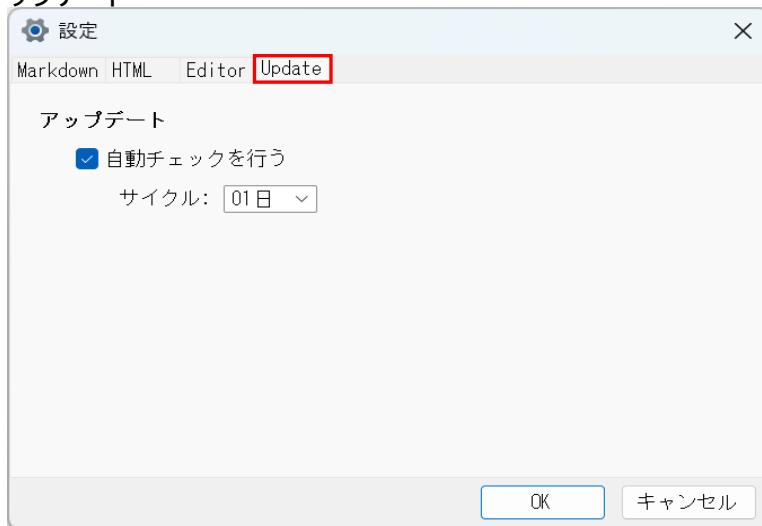 設定
Markdown HTML Editor Update
アップデート
自動チェックを行う
サイクル: 01日
OK キャンセル